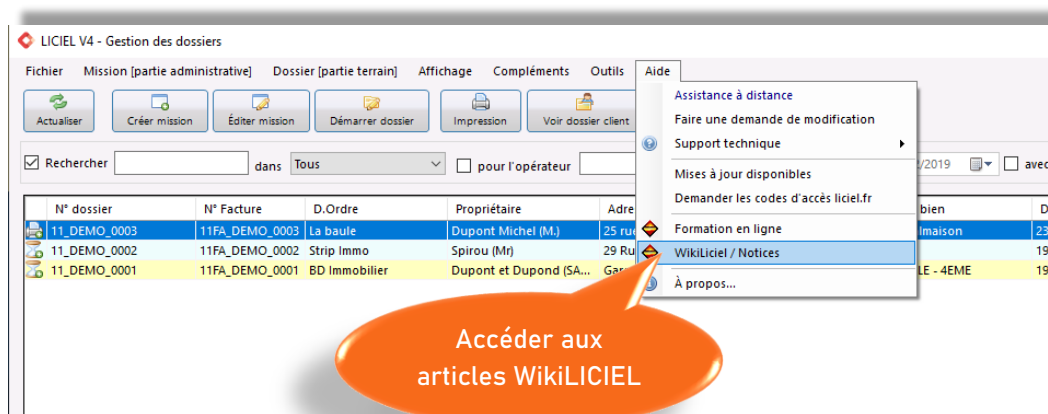 LICIEL V4 - Gestion des dossiers
Fichier Mission [partie administrative] Dossier [partie terrain] Affichage Compléments Outils Aide
Actualiser Créer mission Éditer mission Démarrer dossier Impression Voir dossier client
Assistance à distance
Faire une demande de modification
Support technique
Mises à jour disponibles
Demander les codes d'accès liciel.fr
Formation en ligne
WikiLiciel / Notices
À propos...
Rechercher dans Tous pour l'opérateur /2019 avec
N° dossier N° Facture D.Ordre Propriétaire Adre bien D
11_DEMO_0003 11FA_DEMO_0003 La baule Dupont Michel (M.) 25 rue lmaison 23
11_DEMO_0002 11FA_DEMO_0002 Strip Immo Spirou (Mr) 29 Ru 19
11_DEMO_0001 11FA_DEMO_0001 BD Immobilier Dupont et Dupond (SA... Gar LE - 4EME 19
Accéder aux
articles WikiLICIEL